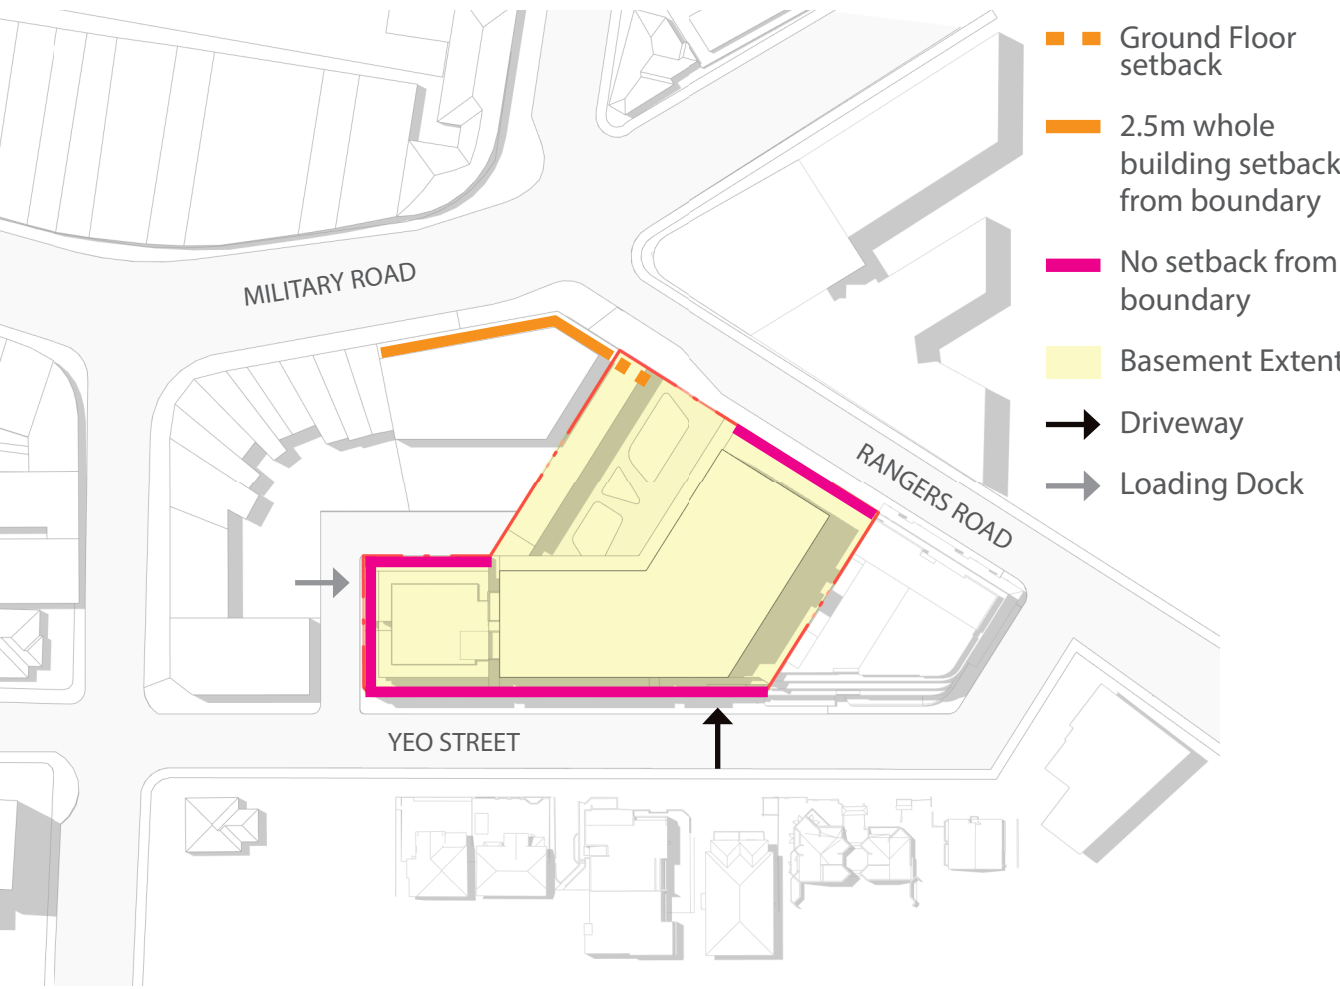 Ground Floor
setback
2.5m whole
building setback
from boundary
No setback from
boundary
Basement Extent
Driveway
Loading Dock
MILITARY ROAD
RANGERS ROAD
YEO STREET